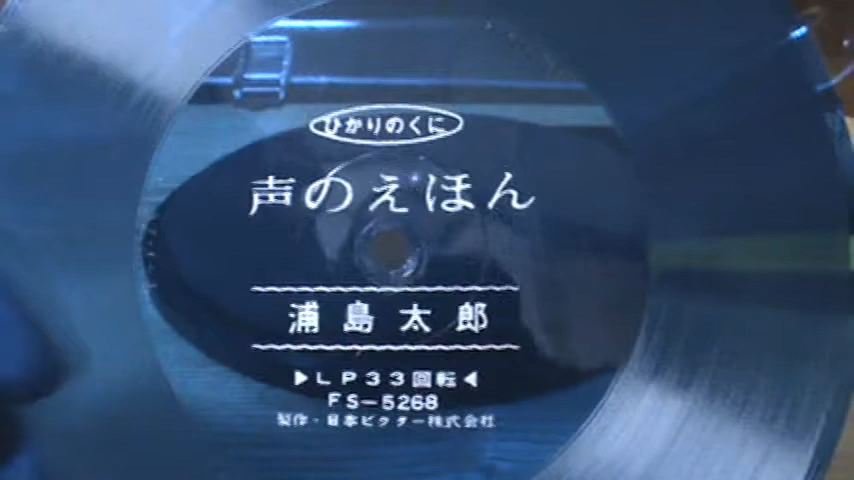 ひかりのくに
声のえほん
浦島太郎
▶LP33回転◀
FS-5268
製作・日本ビクター株式会社